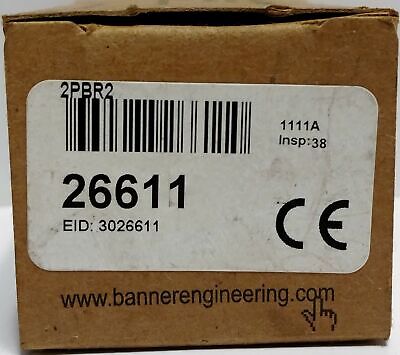 2PBR2
1111A
Insp:38
26611
EID: 3026611
CE
www.bannerengineering.com